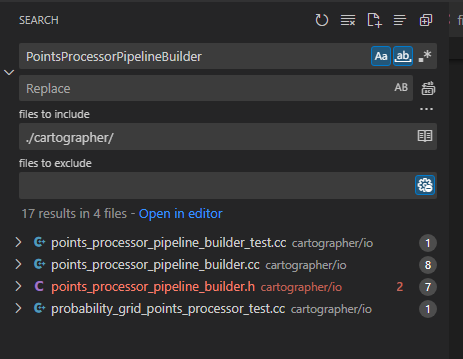 SEARCH
PointsProcessorPipelineBuilder
Aa
ab
.*
Replace
AB
...
files to include
./cartographer/
files to exclude
17 results in 4 files - Open in editor
points_processor_pipeline_builder_test.cc cartographer/io 1
points_processor_pipeline_builder.cc cartographer/io 8
C points_processor_pipeline_builder.h cartographer/io 2 7
probability_grid_points_processor_test.cc cartographer/io 1